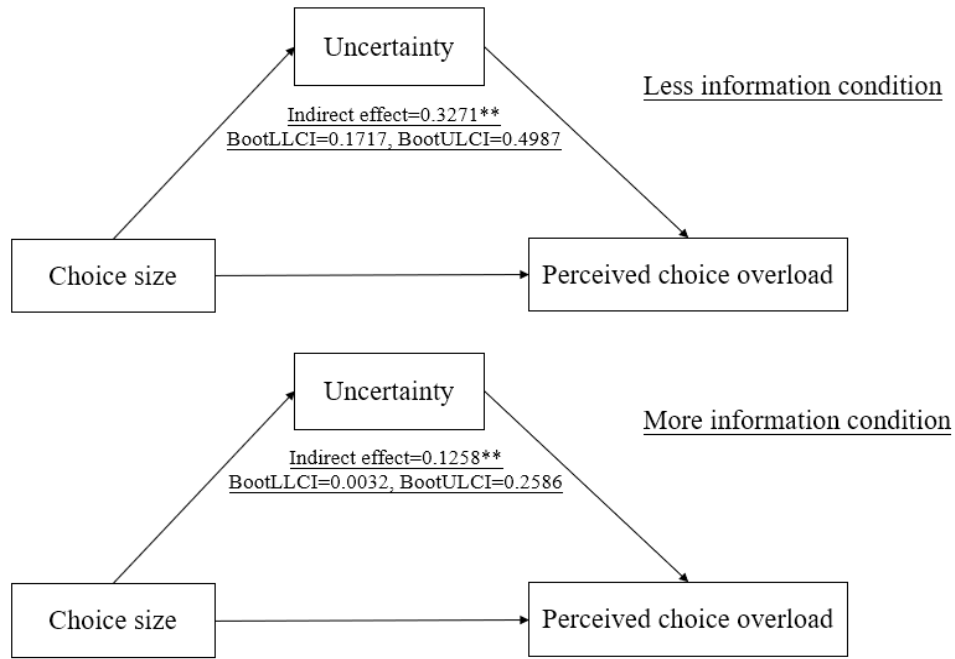 Uncertainty
Less information condition
Indirect effect=0.3271**
BootLLCI=0.1717, BootULCI=0.4987
Choice size
Perceived choice overload
Uncertainty
More information condition
Indirect effect=0.1258**
BootLLCI=0.0032, BootULCI=0.2586
Choice size
Perceived choice overload